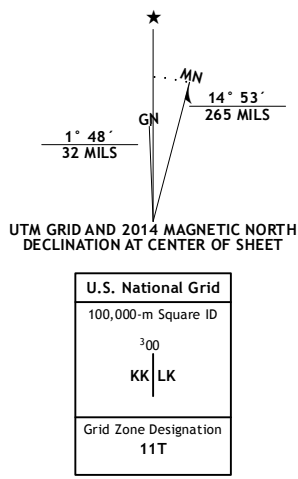 ★
MN
GN
14° 53´
265 MILS
1° 48´
32 MILS
UTM GRID AND 2014 MAGNETIC NORTH
DECLINATION AT CENTER OF SHEET
U.S. National Grid
100,000-m Square ID
³00
KK LK
Grid Zone Designation
11T